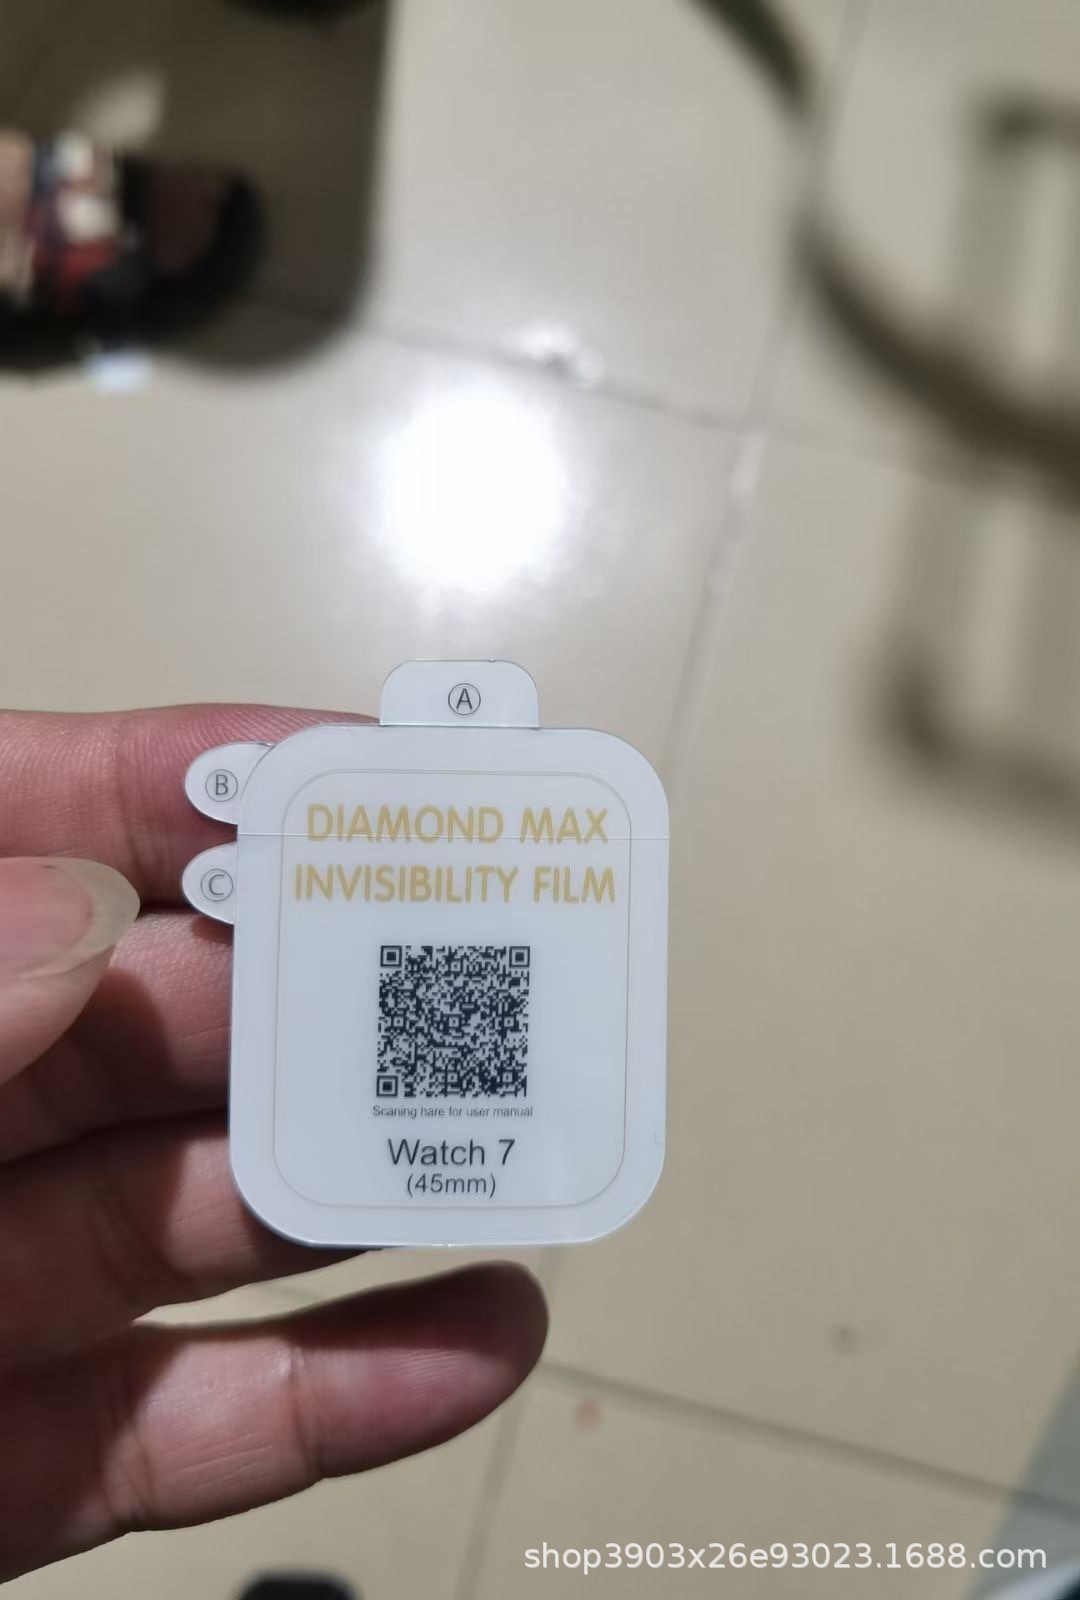 Ⓐ
Ⓑ
DIAMOND MAX
Ⓒ
INVISIBILITY FILM
Scaning hare for user manual
Watch 7
(45mm)
shop3903x26e93023.1688.com